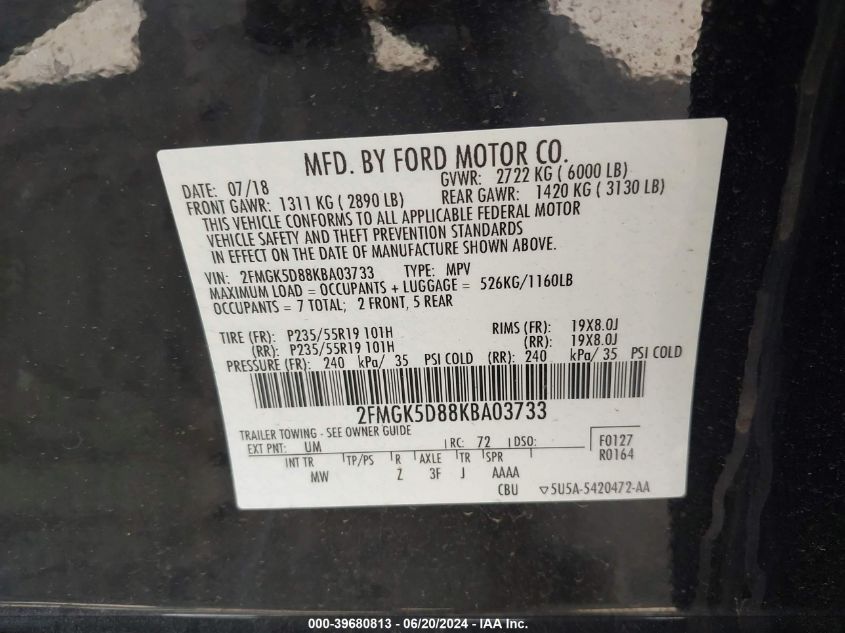 MFD. BY FORD MOTOR CO.
DATE: 07/18 GVWR: 2722 KG ( 6000 LB)
FRONT GAWR: 1311 KG ( 2890 LB) REAR GAWR: 1420 KG ( 3130 LB)
THIS VEHICLE CONFORMS TO ALL APPLICABLE FEDERAL MOTOR
VEHICLE SAFETY AND THEFT PREVENTION STANDARDS
IN EFFECT ON THE DATE OF MANUFACTURE SHOWN ABOVE.
VIN: 2FMGK5D88KBA03733 TYPE: MPV
MAXIMUM LOAD = OCCUPANTS + LUGGAGE = 526KG/1160LB
OCCUPANTS = 7 TOTAL; 2 FRONT, 5 REAR
TIRE (FR): P235/55R19 101H RIMS (FR): 19X8.0J
(RR): P235/55R19 101H (RR): 19X8.0J
PRESSURE (FR): 240 kPa/ 35 PSI COLD (RR): 240 kPa/ 35 PSI COLD
2FMGK5D88KBA03733
TRAILER TOWING - SEE OWNER GUIDE
EXT PNT: UM RC: 72 DSO: F0127
R0164
INT TR TP/PS R AXLE TR SPR
MW Z 3F J AAAA
CBU ▽5U5A-5420472-AA
000-39680813 - 06/20/2024 - IAA Inc.